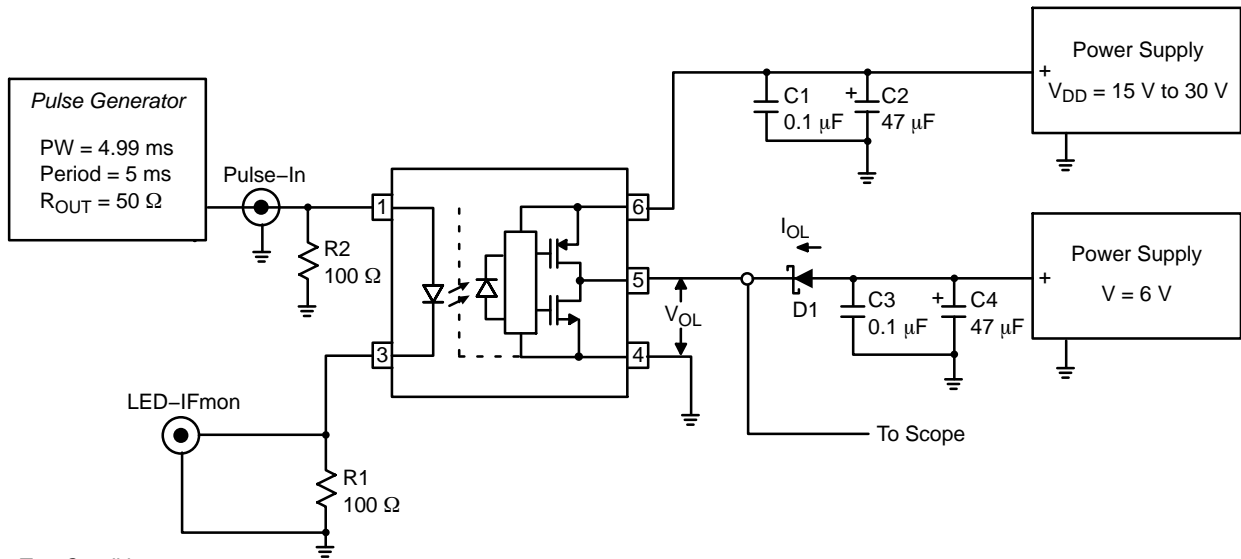 Pulse Generator
PW = 4.99 ms
Period = 5 ms
R_OUT = 50 Ω
Pulse−In
R2
100 Ω
1
3
LED−IFmon
R1
100 Ω
6
5
4
V_OL
C1
0.1 μF
+
C2
47 μF
Power Supply
+
V_DD = 15 V to 30 V
I_OL
D1
C3
0.1 μF
+
C4
47 μF
Power Supply
+
V = 6 V
To Scope